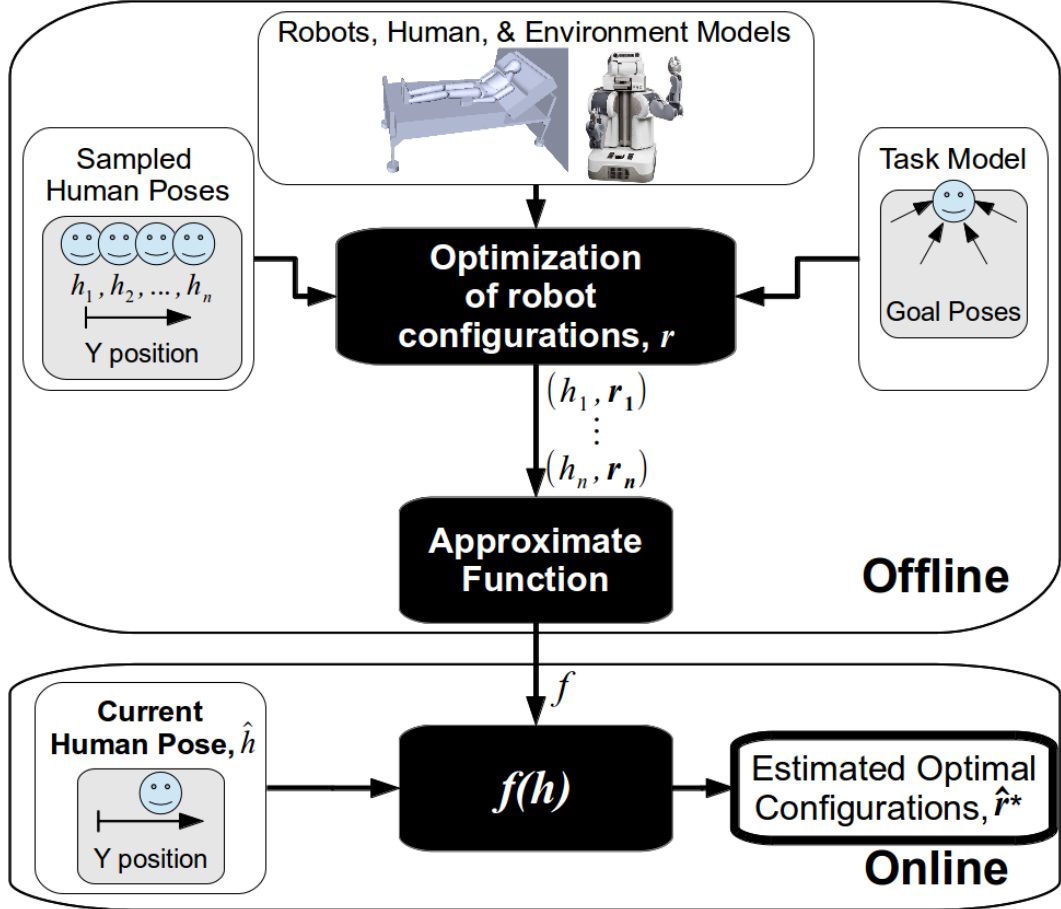 Robots, Human, & Environment Models
Sampled
Human Poses
h₁, h₂, ..., hₙ
Y position
Task Model
Goal Poses
Optimization
of robot
configurations, r
(h₁, r₁)
⋮
(hₙ, rₙ)
Approximate
Function
Offline
f
Current
Human Pose, ĥ
Y position
f(h)
Estimated Optimal
Configurations, r̂*
Online